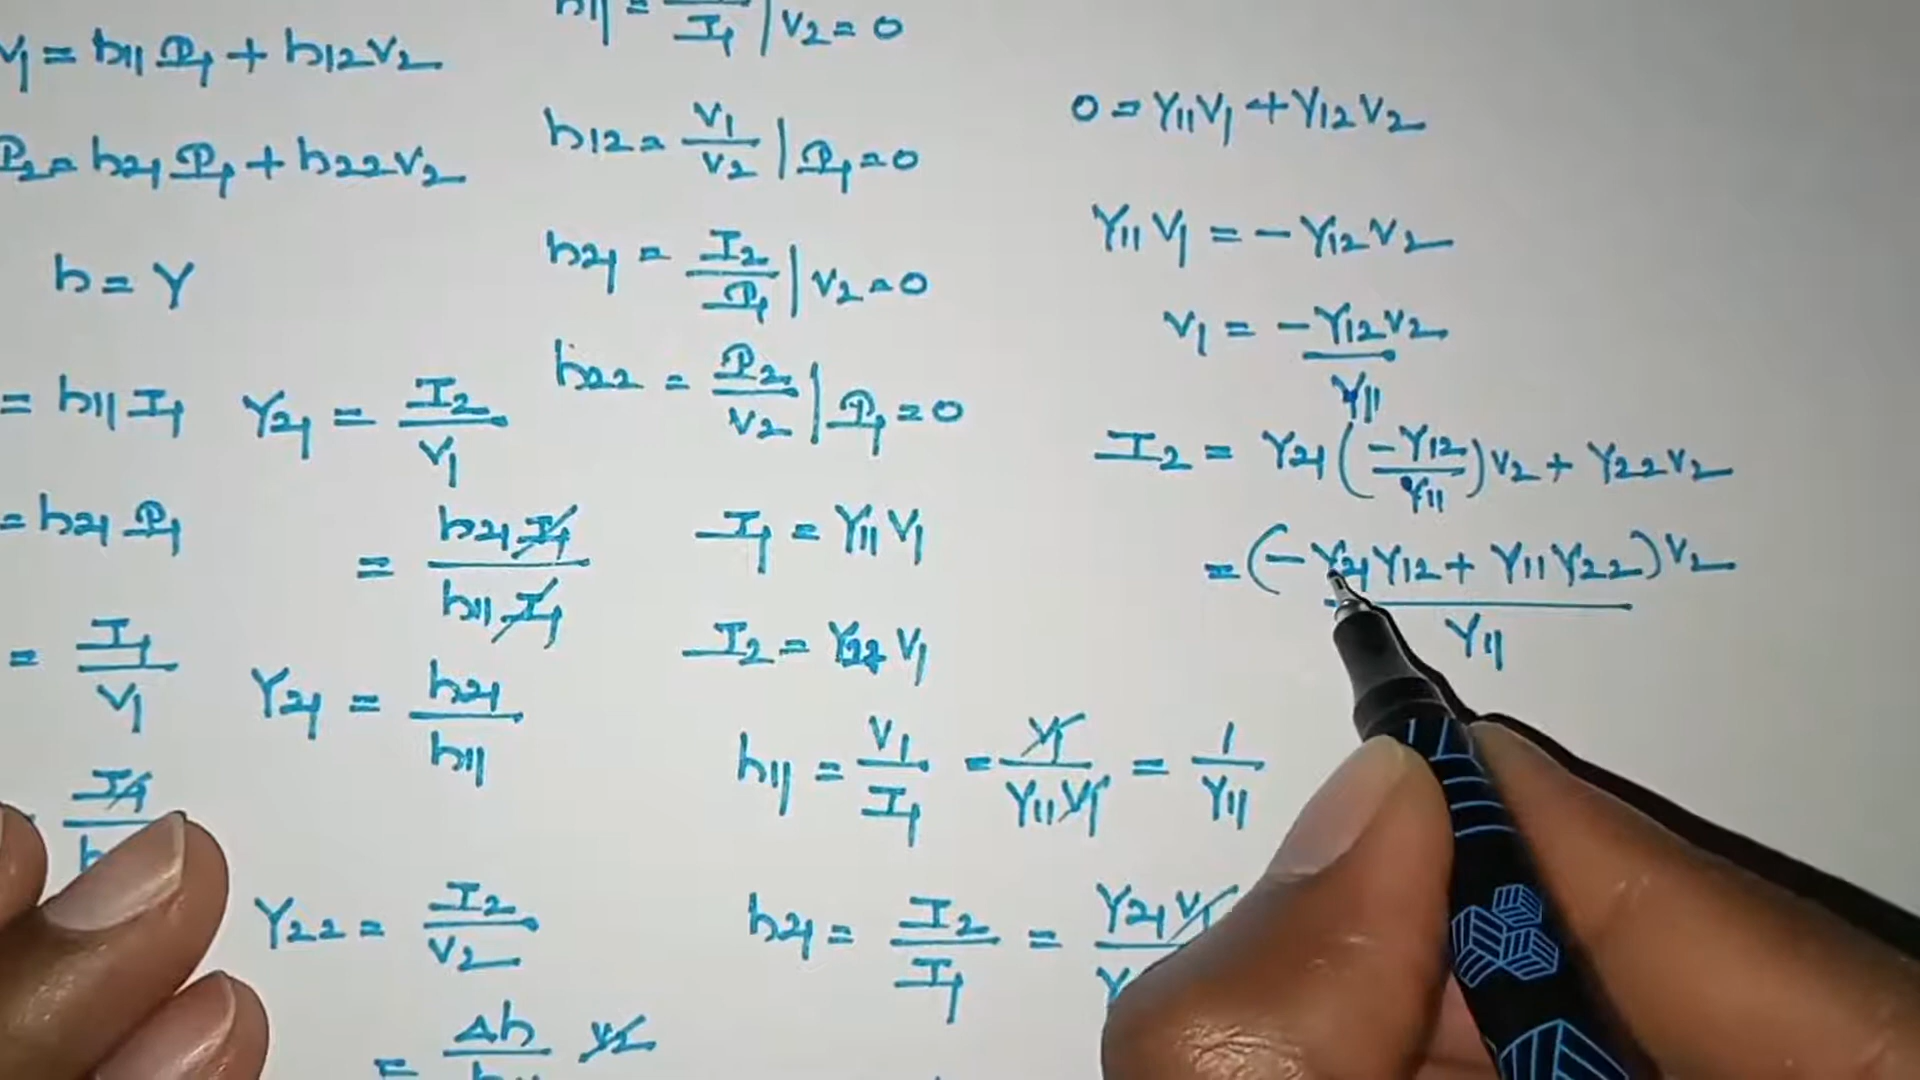 V1 = h11 I1 + h12 V2
I2 = h21 I1 + h22 V2
h = Y
= h11 I1
= h21 I1
= I1 / V1
I1
Y21 = I2 / V1
= h21 I1 / h11 I1
Y21 = h21 / h11
Y22 = I2 / V2
= Δh / h11 V2
h11 = / I1 | V2 = 0
h12 = V1 / V2 | I1 = 0
h21 = I2 / I1 | V2 = 0
h22 = I2 / V2 | I1 = 0
I1 = Y11 V1
I2 = Y21 V1
h11 = V1 / I1 = V1 / Y11 V1 = 1 / Y11
h21 = I2 / I1 = Y21 V1 / Y
0 = Y11 V1 + Y12 V2
Y11 V1 = - Y12 V2
V1 = - Y12 V2 / Y11
I2 = Y21 ( -Y12 / Y11 ) V2 + Y22 V2
= ( - Y21 Y12 + Y11 Y22 ) V2 / Y11